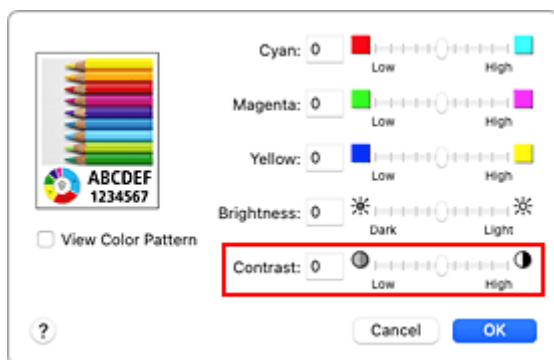 Cyan: 0
Low High
Magenta: 0
Low High
Yellow: 0
Low High
ABCDEF
1234567
Brightness: 0
Dark Light
View Color Pattern
Contrast: 0
Low High
? Cancel OK